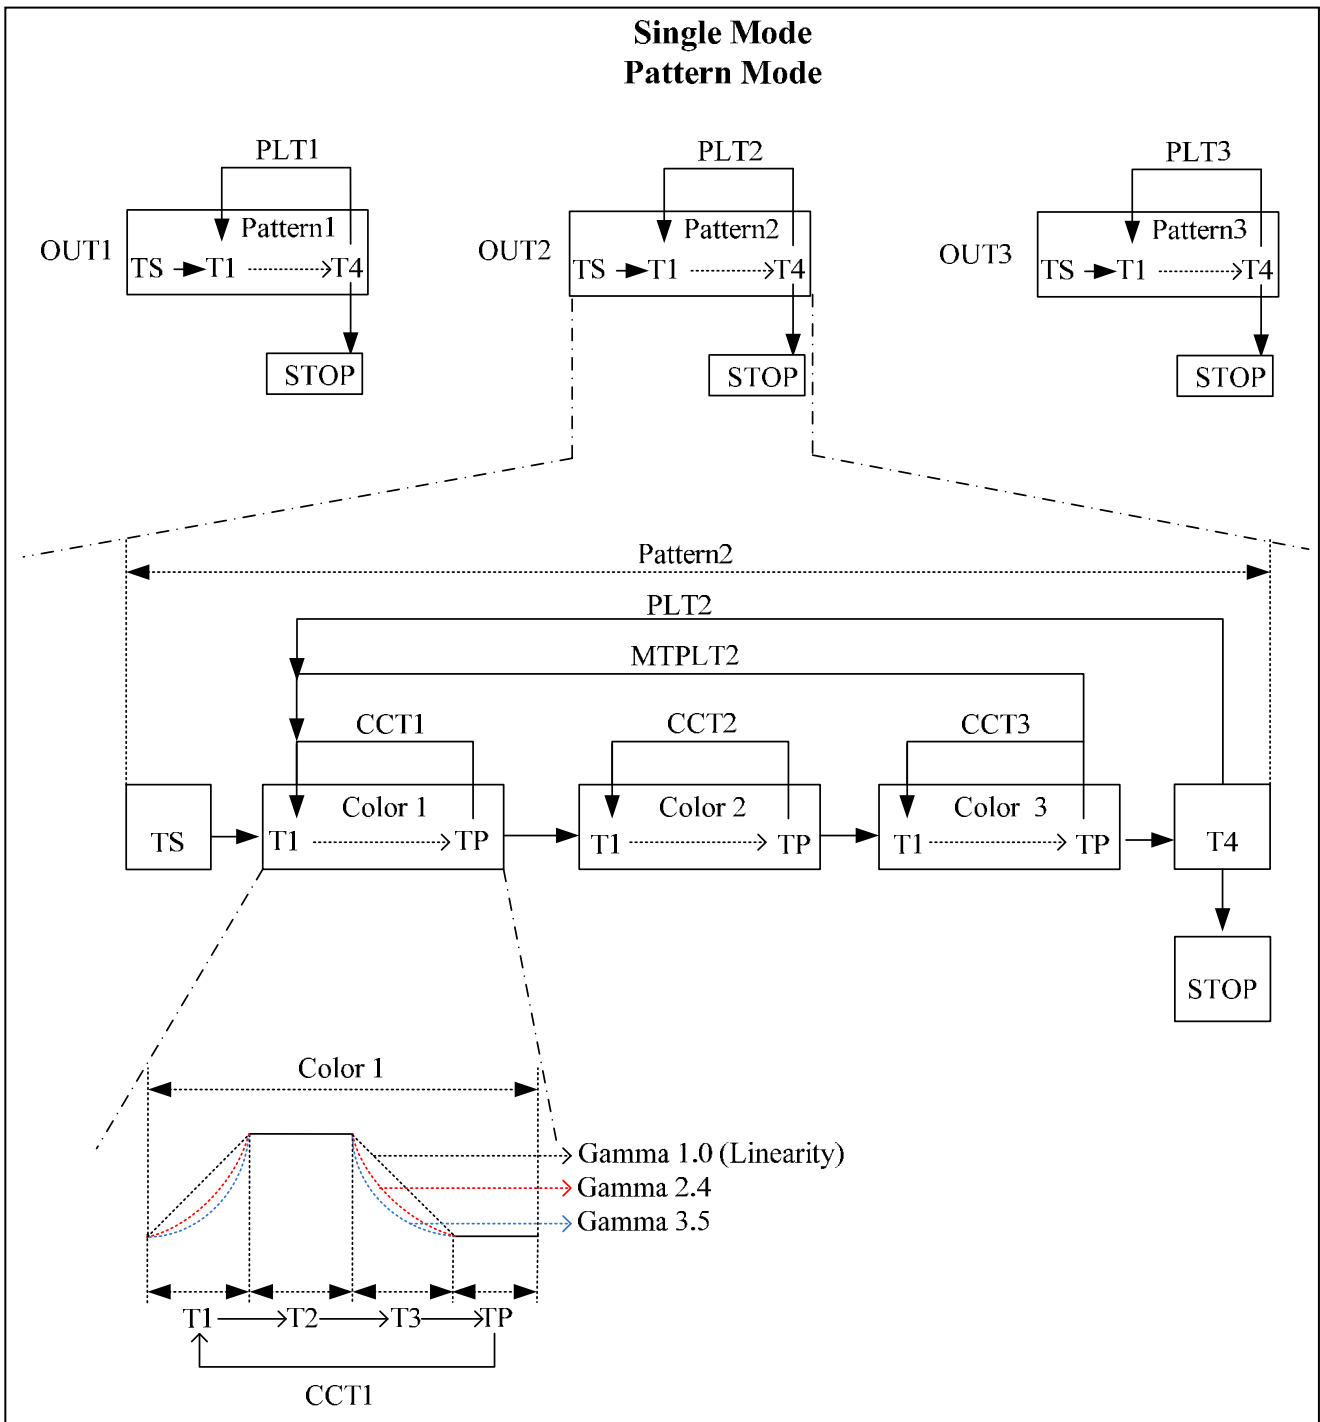 Single Mode
Pattern Mode
PLT1
PLT2
PLT3
OUT1
Pattern1
TS
T1
T4
OUT2
Pattern2
TS
T1
T4
OUT3
Pattern3
TS
T1
T4
STOP
STOP
STOP
Pattern2
PLT2
MTPLT2
CCT1
CCT2
CCT3
TS
Color 1
T1
TP
Color 2
T1
TP
Color 3
T1
TP
T4
STOP
Color 1
Gamma 1.0 (Linearity)
Gamma 2.4
Gamma 3.5
T1
T2
T3
TP
CCT1